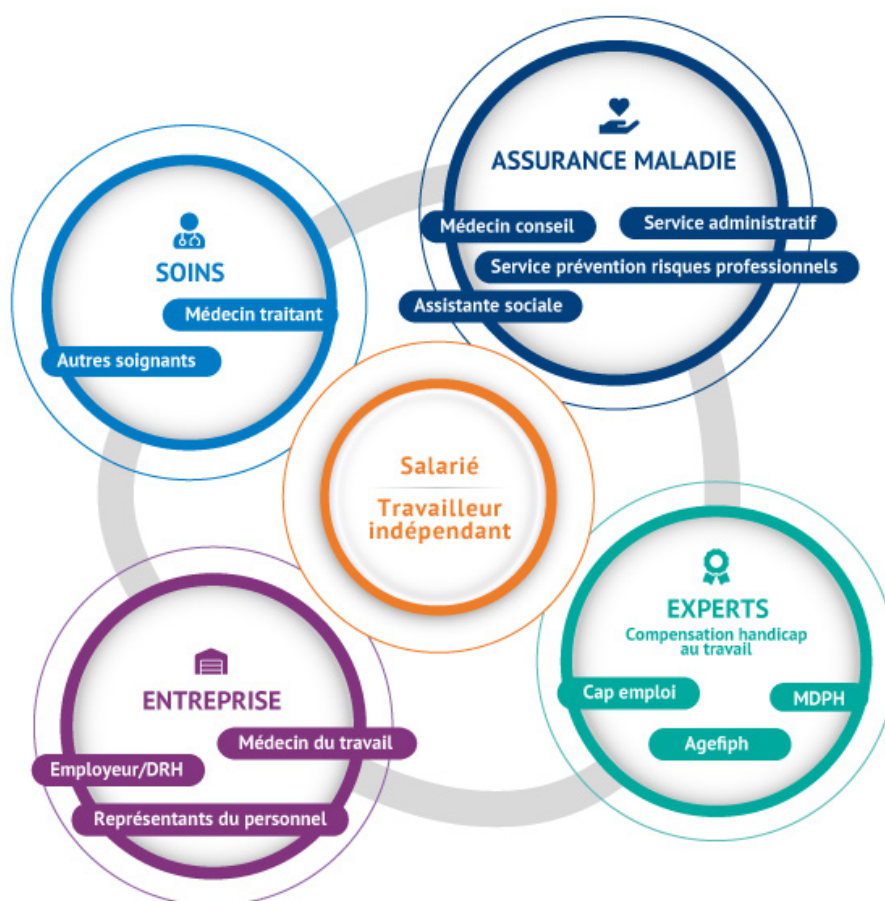 ASSURANCE MALADIE
Médecin conseil
Service administratif
Service prévention risques professionnels
Assistante sociale
SOINS
Médecin traitant
Autres soignants
Salarié
Travailleur
indépendant
EXPERTS
Compensation handicap
au travail
Cap emploi
MDPH
Agefiph
ENTREPRISE
Médecin du travail
Employeur/DRH
Représentants du personnel